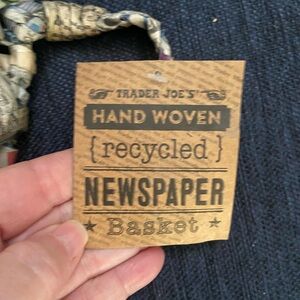 TRADER JOE'S'
HAND WOVEN
{recycled}
NEWSPAPER
Basket